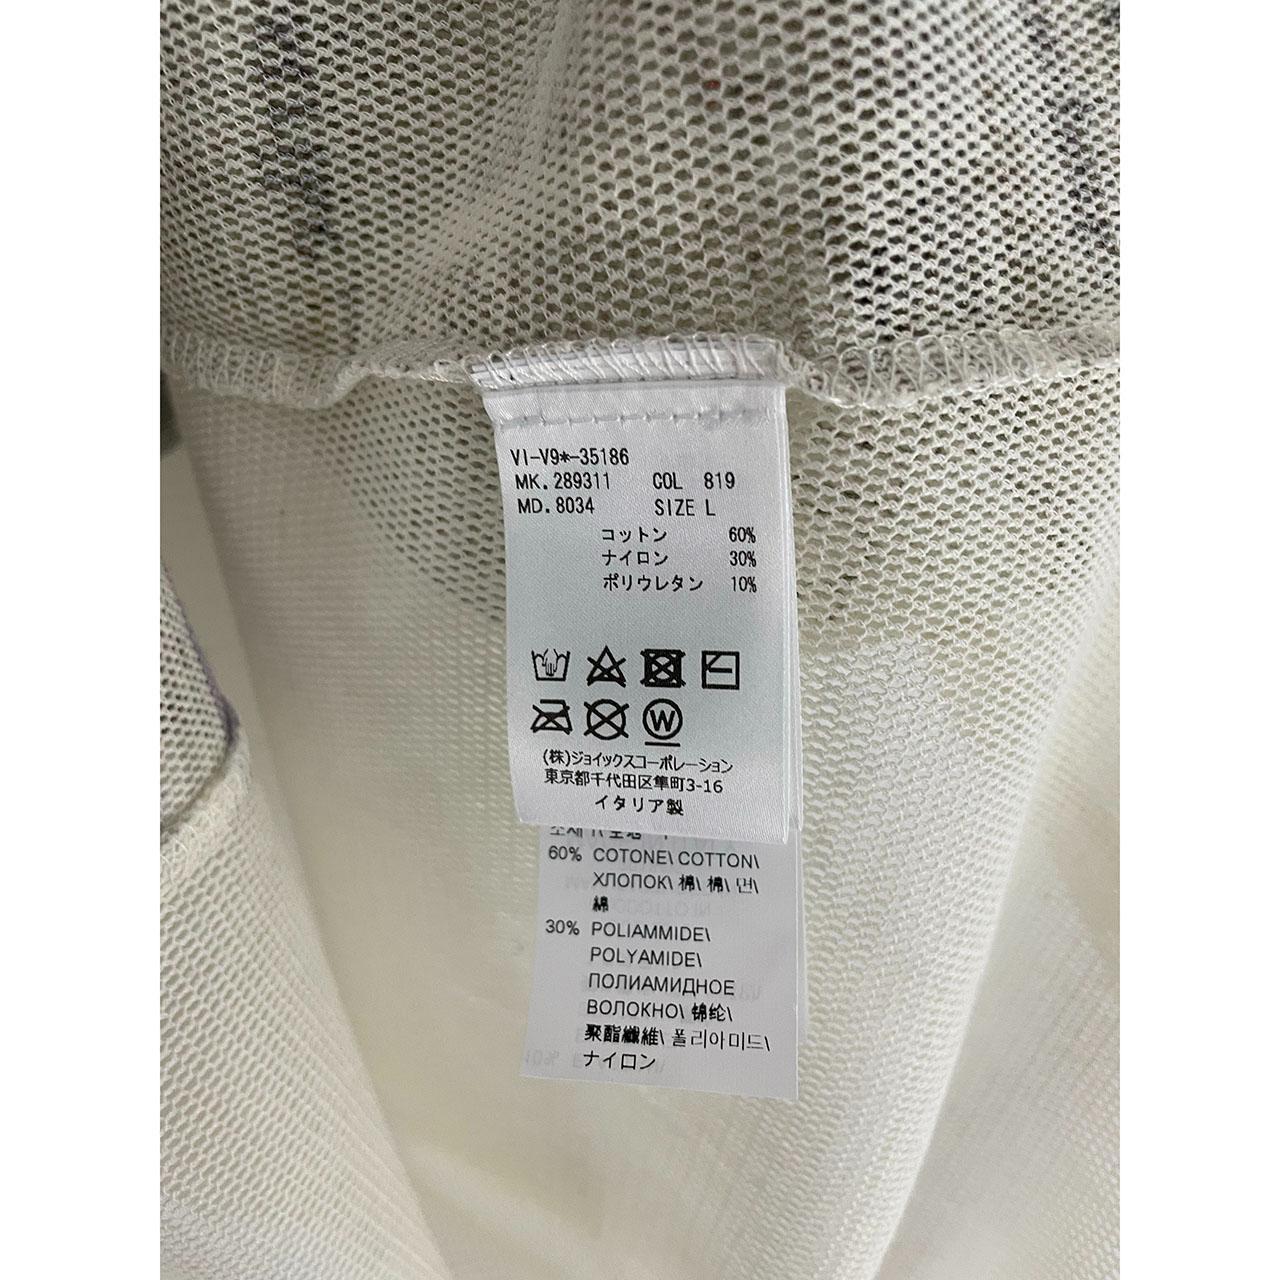 VI-V9*-35186
MK. 289311 COL 819
MD. 8034 SIZE L
コットン 60%
ナイロン 30%
ポリウレタン 10%
W
(株)ジョイックスコーポレーション
東京都千代田区隼町3-16
イタリア製
60% COTONE\ COTTON\
ХЛОПОК\ 棉\ 棉\ 면\
綿
30% POLIAMMIDE\
POLYAMIDE\
ПОЛИАМИДНОЕ
ВОЛОКНО\ 锦纶\
聚酯纖維\ 폴리아미드\
ナイロン